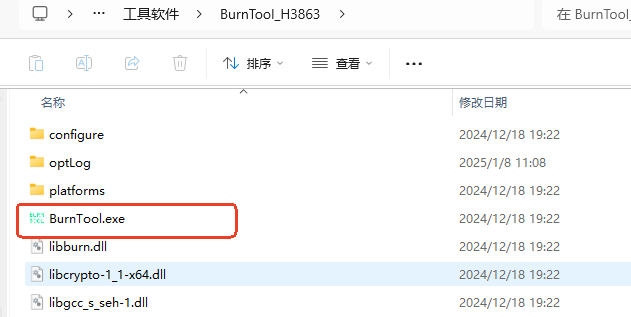 … 工具软件 > BurnTool_H3863 > 在 BurnTool_
排序 查看 …
名称 修改日期
configure 2024/12/18 19:22
optLog 2025/1/8 11:08
platforms 2024/12/18 19:22
BURN TOOL BurnTool.exe 2024/12/18 19:22
libburn.dll 2024/12/18 19:22
libcrypto-1_1-x64.dll 2024/12/18 19:22
libgcc_s_seh-1.dll 2024/12/18 19:22